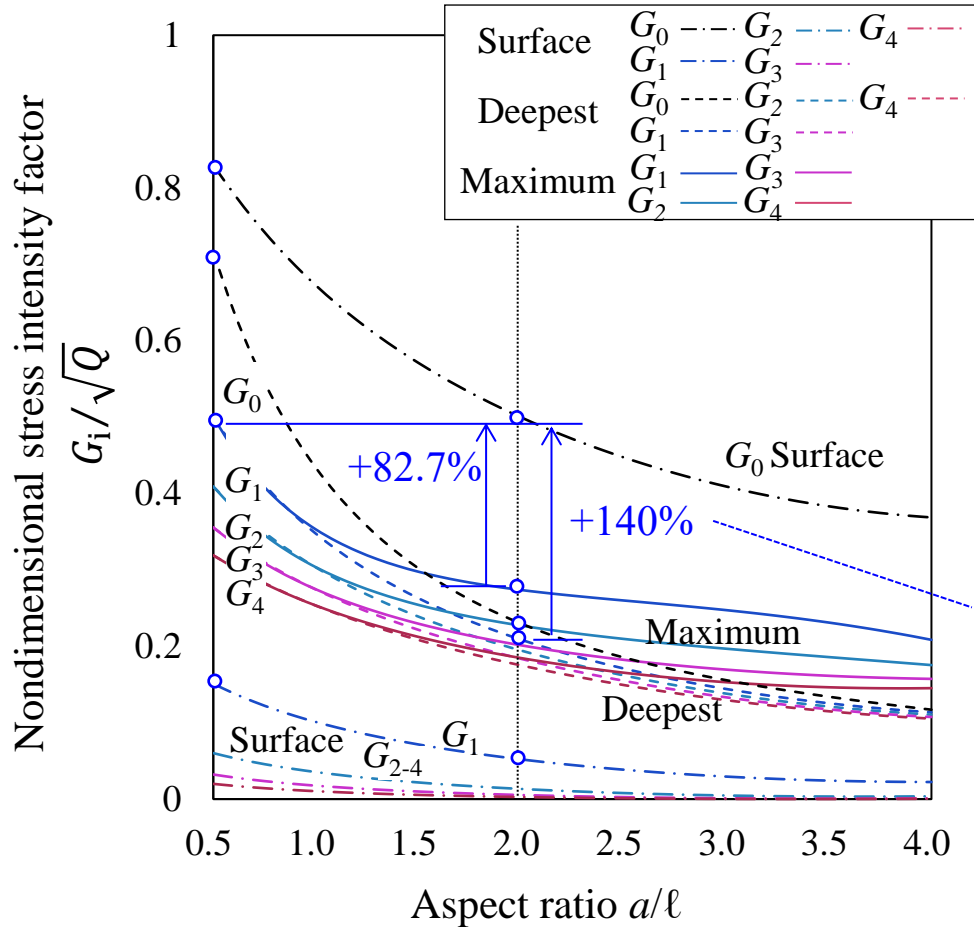 1
Surface G0 G2 G4
G1 G3
Deepest G0 G2 G4
G1 G3
Maximum G1 G3
G2 G4
Nondimensional stress intensity factor
Gi/√Q
0.8
0.6
0.4
0.2
0
G0
+82.7%
G0 Surface
+140%
G1
G2
G3
G4
Maximum
Deepest
Surface
G1
G2-4
0.5 1.0 1.5 2.0 2.5 3.0 3.5 4.0
Aspect ratio a/ℓ